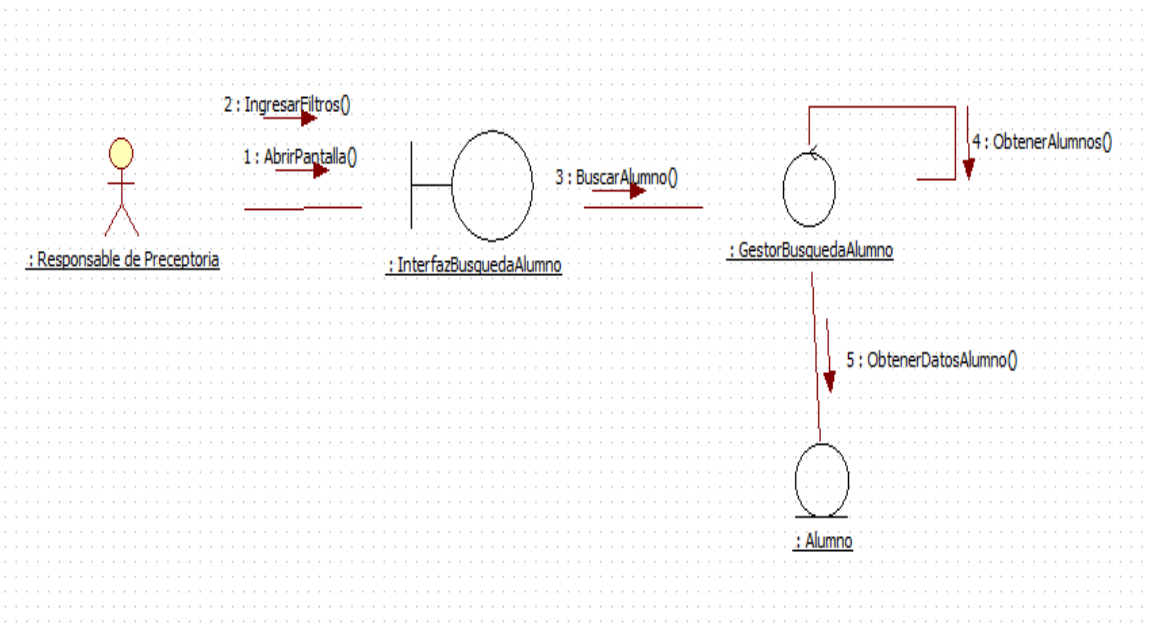 2 : IngresarFiltros()
1 : AbrirPantalla()
: Responsable de Preceptoria
: InterfazBusquedaAlumno
3 : BuscarAlumno()
: GestorBusquedaAlumno
4 : ObtenerAlumnos()
5 : ObtenerDatosAlumno()
: Alumno